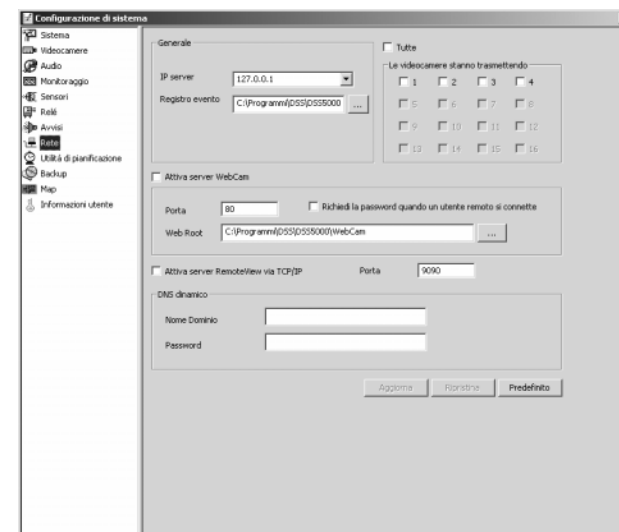 Configurazione di sistema
Sistema
Videocamere
Audio
Monitoraggio
Sensori
Relè
Avvisi
Rete
Utilità di pianificazione
Backup
Map
Informazioni utente
Generale
IP server 127.0.0.1
Registro evento C:\Programmi\DSS\DSS5000 ...
Tutte
Le videocamere stanno trasmettendo
1 2 3 4
5 6 7 8
9 10 11 12
13 14 15 16
Attiva server WebCam
Porta 80 Richiedi la password quando un utente remoto si connette
Web Root C:\Programmi\DSS\DSS5000\WebCam ...
Attiva server RemoteView via TCP/IP Porta 9090
DNS dinamico
Nome Dominio
Password
Aggiorna Ripristina Predefinito